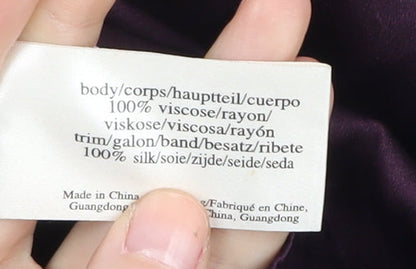 body/corps/hauptteil/cuerpo
100% viscose/rayon/
viskose/viscosa/rayón
trim/galon/band/besatz/ribete
100% silk/soie/zijde/seide/seda
Made in China, g/Fabriqué en Chine,
Guangdong China, Guangdong